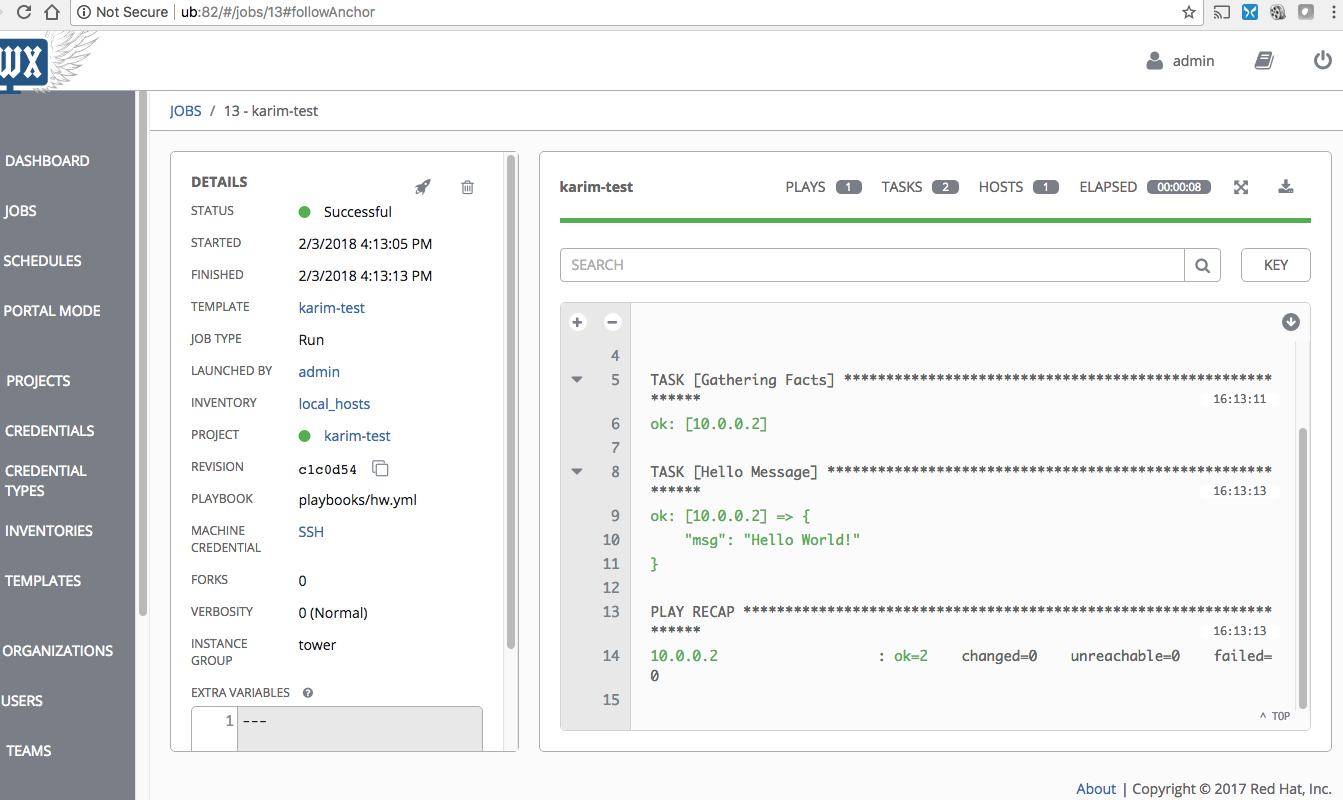 Not Secure | ub:82/#/jobs/13#followAnchor
WX
admin
JOBS / 13 - karim-test
DASHBOARD
JOBS
SCHEDULES
PORTAL MODE
PROJECTS
CREDENTIALS
CREDENTIAL
TYPES
INVENTORIES
TEMPLATES
ORGANIZATIONS
USERS
TEAMS
DETAILS
STATUS Successful
STARTED 2/3/2018 4:13:05 PM
FINISHED 2/3/2018 4:13:13 PM
TEMPLATE karim-test
JOB TYPE Run
LAUNCHED BY admin
INVENTORY local_hosts
PROJECT karim-test
REVISION c1c0d54
PLAYBOOK playbooks/hw.yml
MACHINE SSH
CREDENTIAL
FORKS 0
VERBOSITY 0 (Normal)
INSTANCE tower
GROUP
EXTRA VARIABLES ?
1 ---
karim-test PLAYS 1 TASKS 2 HOSTS 1 ELAPSED 00:00:08
SEARCH KEY
4
5 TASK [Gathering Facts] ***************************************************
****** 16:13:11
6 ok: [10.0.0.2]
7
8 TASK [Hello Message] *****************************************************
****** 16:13:13
9 ok: [10.0.0.2] => {
10 "msg": "Hello World!"
11 }
12
13 PLAY RECAP ***************************************************************
****** 16:13:13
14 10.0.0.2 : ok=2 changed=0 unreachable=0 failed=
0
15
^ TOP
About | Copyright © 2017 Red Hat, Inc.